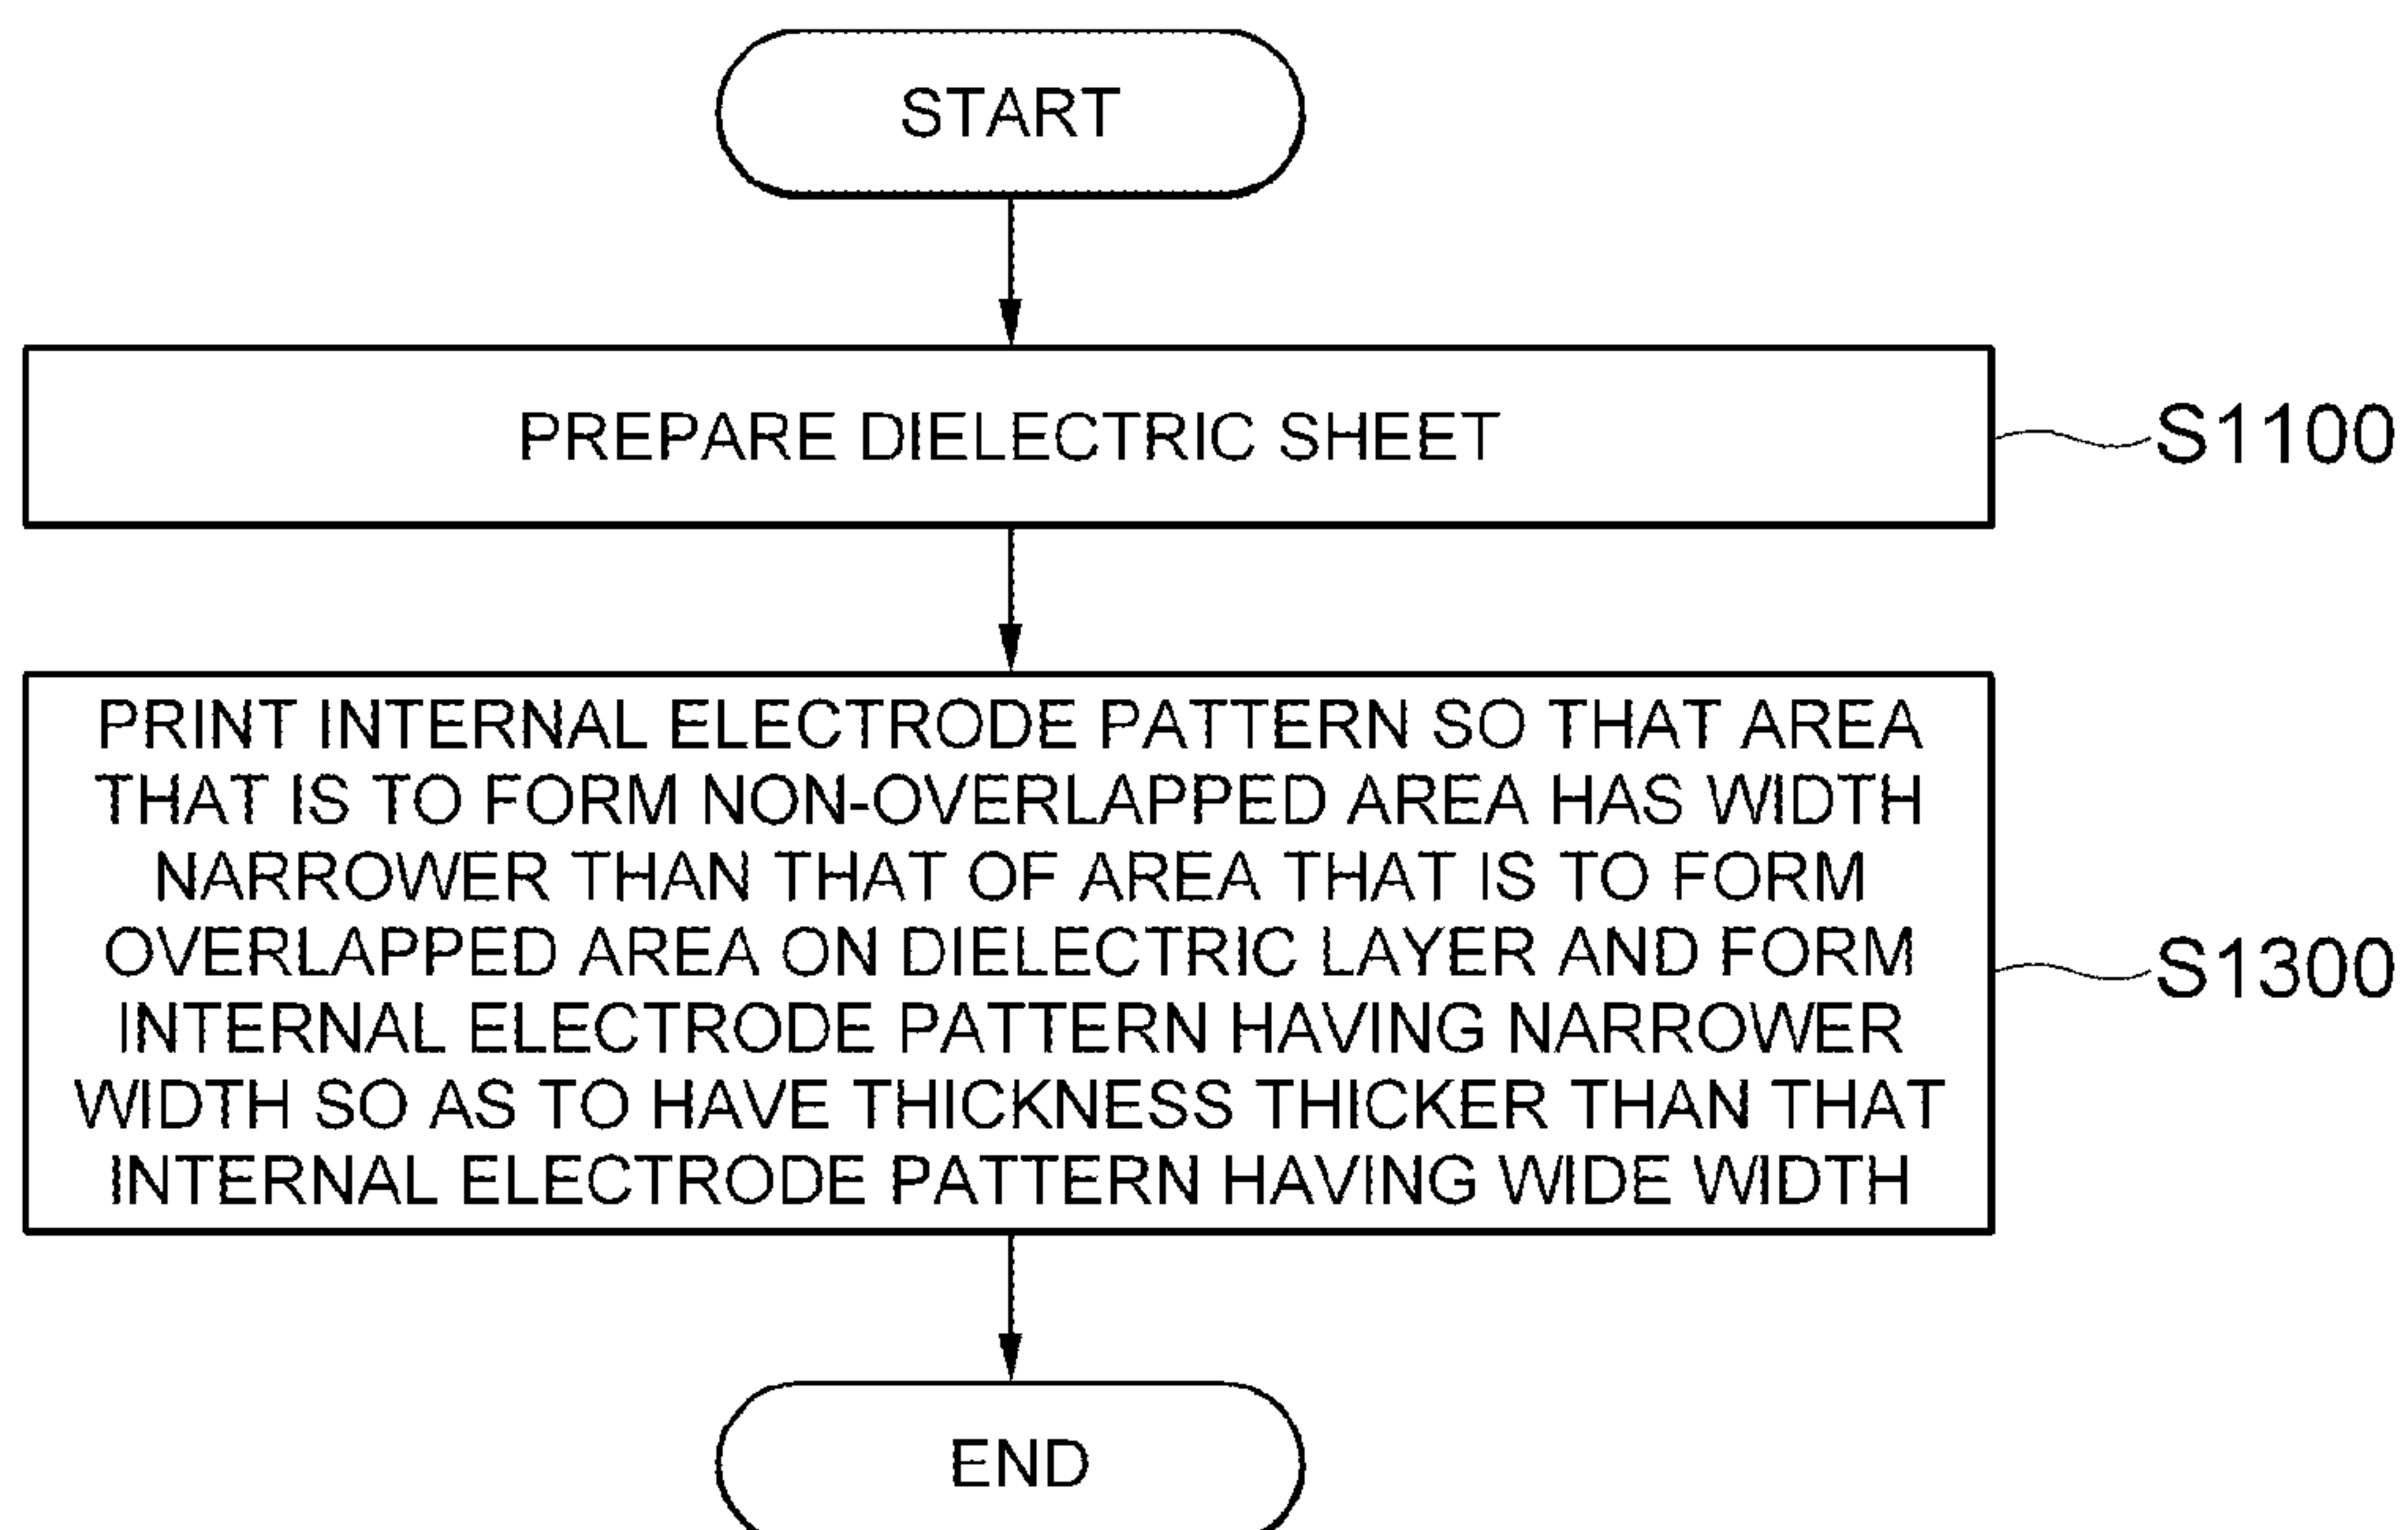 START
PREPARE DIELECTRIC SHEET
S1100
PRINT INTERNAL ELECTRODE PATTERN SO THAT AREA
THAT IS TO FORM NON-OVERLAPPED AREA HAS WIDTH
NARROWER THAN THAT OF AREA THAT IS TO FORM
OVERLAPPED AREA ON DIELECTRIC LAYER AND FORM
INTERNAL ELECTRODE PATTERN HAVING NARROWER
WIDTH SO AS TO HAVE THICKNESS THICKER THAN THAT
INTERNAL ELECTRODE PATTERN HAVING WIDE WIDTH
S1300
END